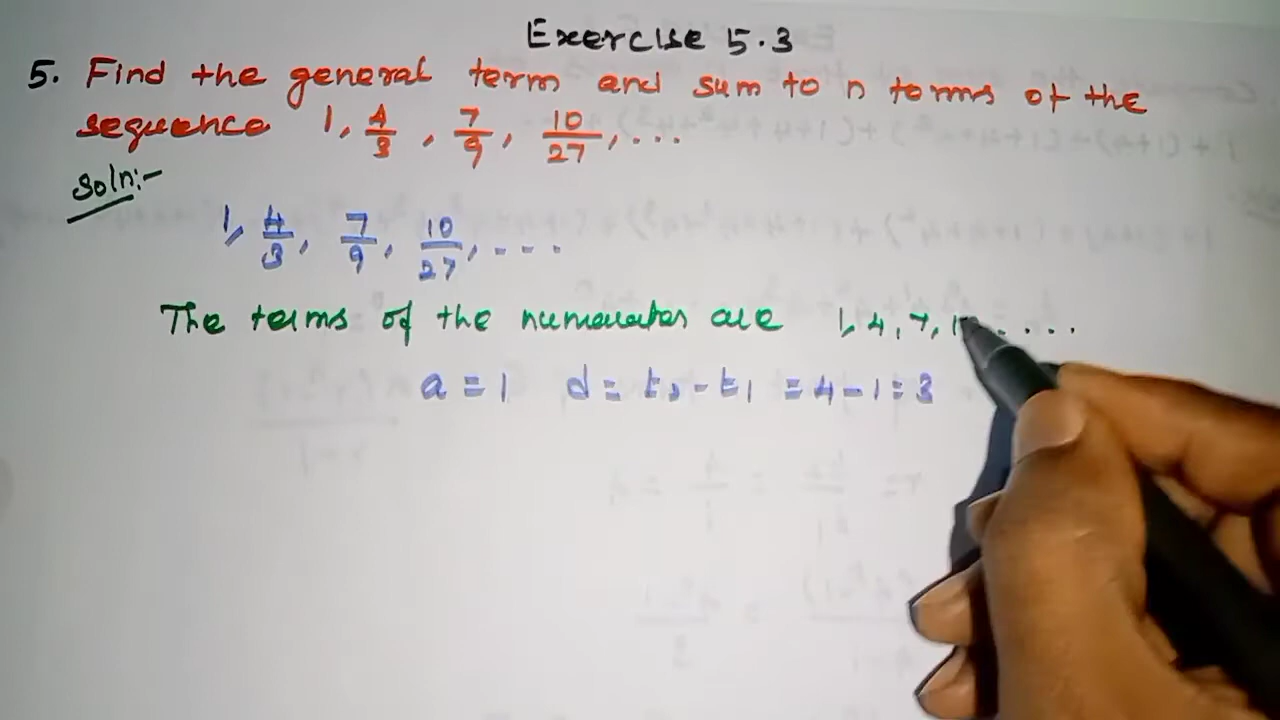 Exercise 5.3
5. Find the general term and sum to n terms of the
sequence 1, 4/3, 7/9, 10/27, ...
Soln:-
1, 4/3, 7/9, 10/27, ....
The terms of the numerator are 1, 4, 7, 1 ....
a = 1 d = t2 - t1 = 4 - 1 = 3